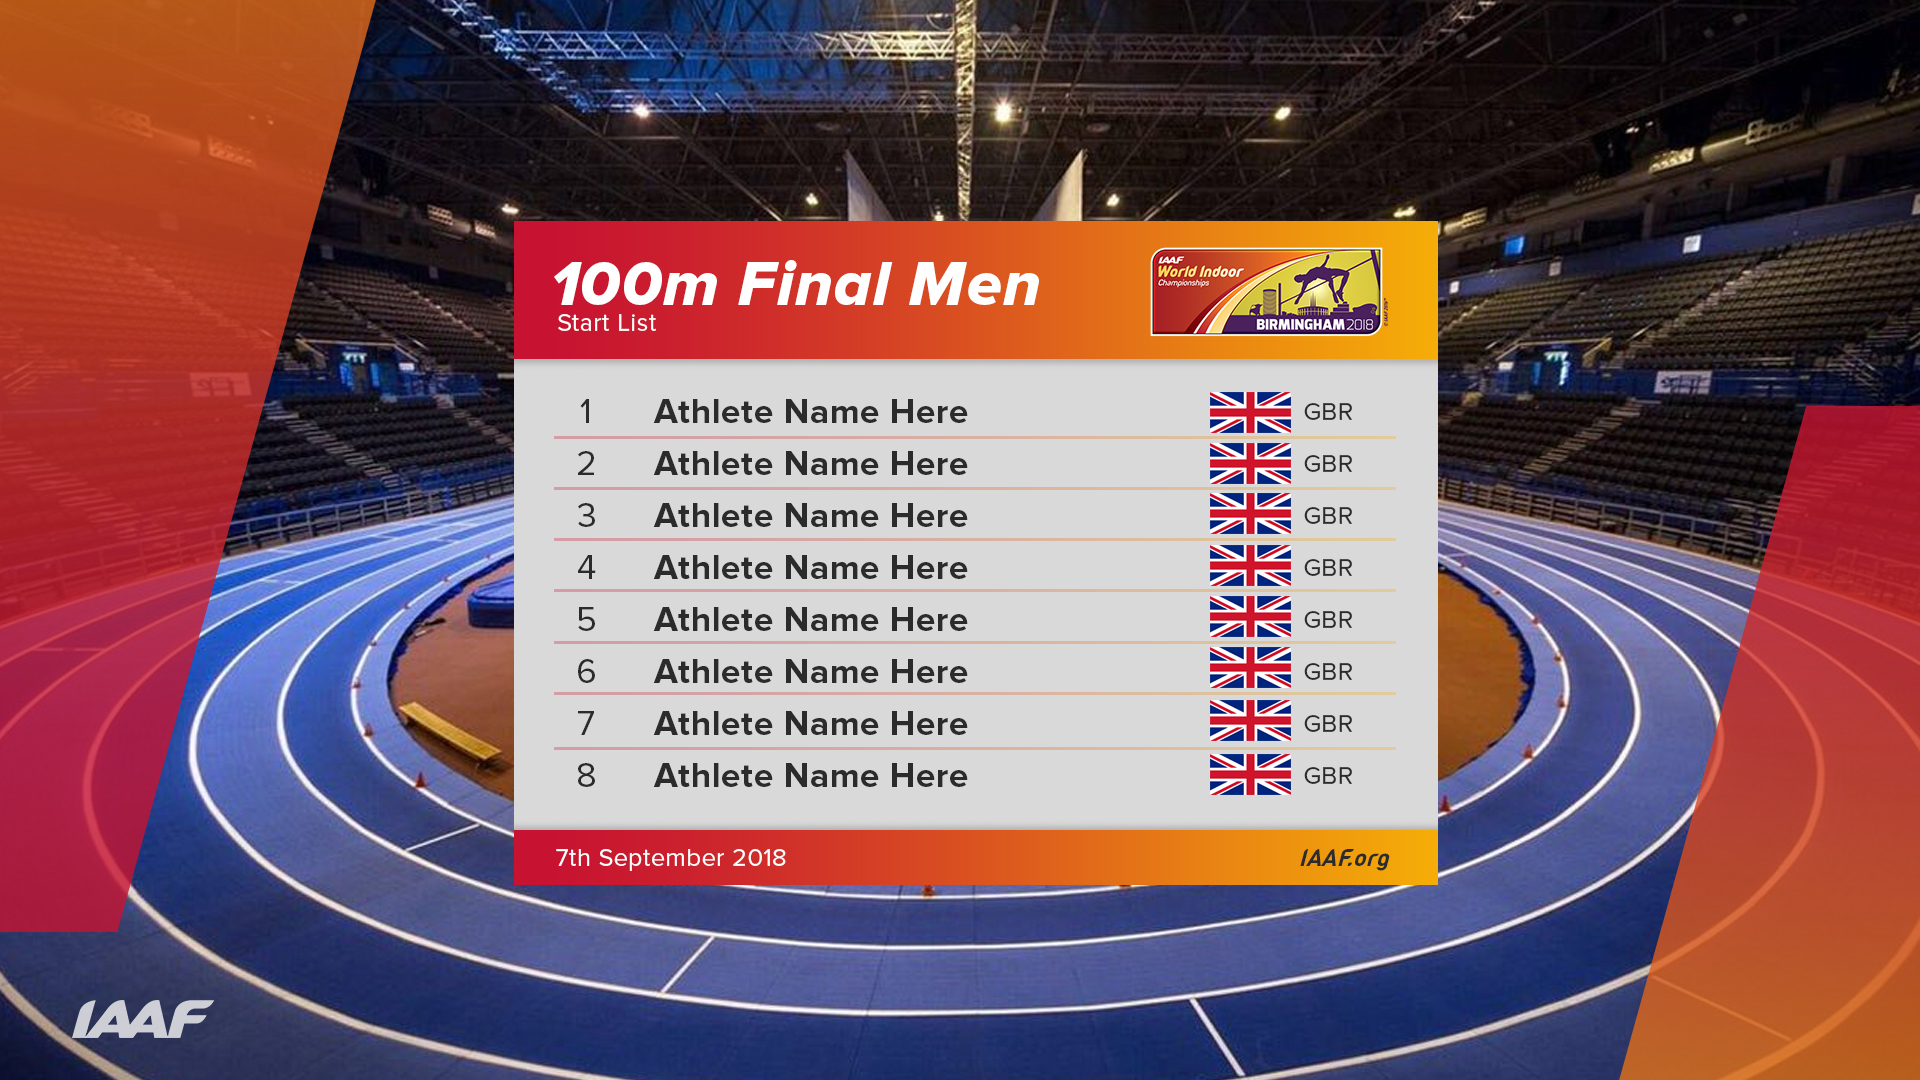 100m Final Men
Start List
IAAF
World Indoor
Championships
BIRMINGHAM 2018
1 Athlete Name Here GBR
2 Athlete Name Here GBR
3 Athlete Name Here GBR
4 Athlete Name Here GBR
5 Athlete Name Here GBR
6 Athlete Name Here GBR
7 Athlete Name Here GBR
8 Athlete Name Here GBR
7th September 2018 IAAF.org
IAAF